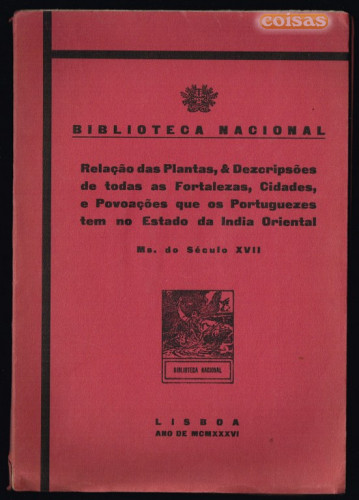 coisas
BIBLIOTECA NACIONAL
Relação das Plantas, & Dezcripsões
de todas as Fortalezas, Cidades,
e Povoações que os Portuguezes
tem no Estado da India Oriental
Ms. do Século XVII
BIBLIOTECA NACIONAL
LISBOA
ANO DE MCMXXXVI